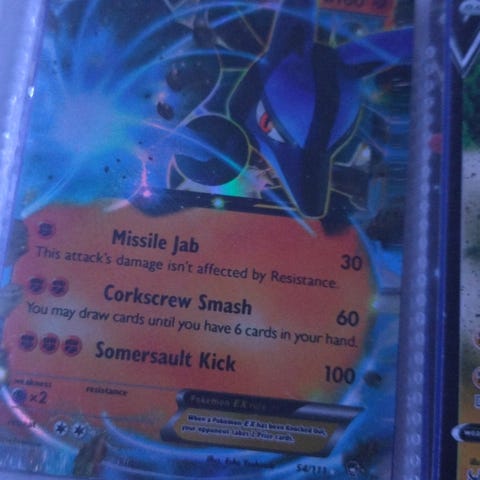 Missile Jab 30
This attack's damage isn't affected by Resistance.
Corkscrew Smash 60
You may draw cards until you have 6 cards in your hand.
Somersault Kick 100
weakness resistance
×2
Pokémon EX rule
When a Pokémon-EX has been Knocked Out,
your opponent takes 2 Prize cards.
54/111